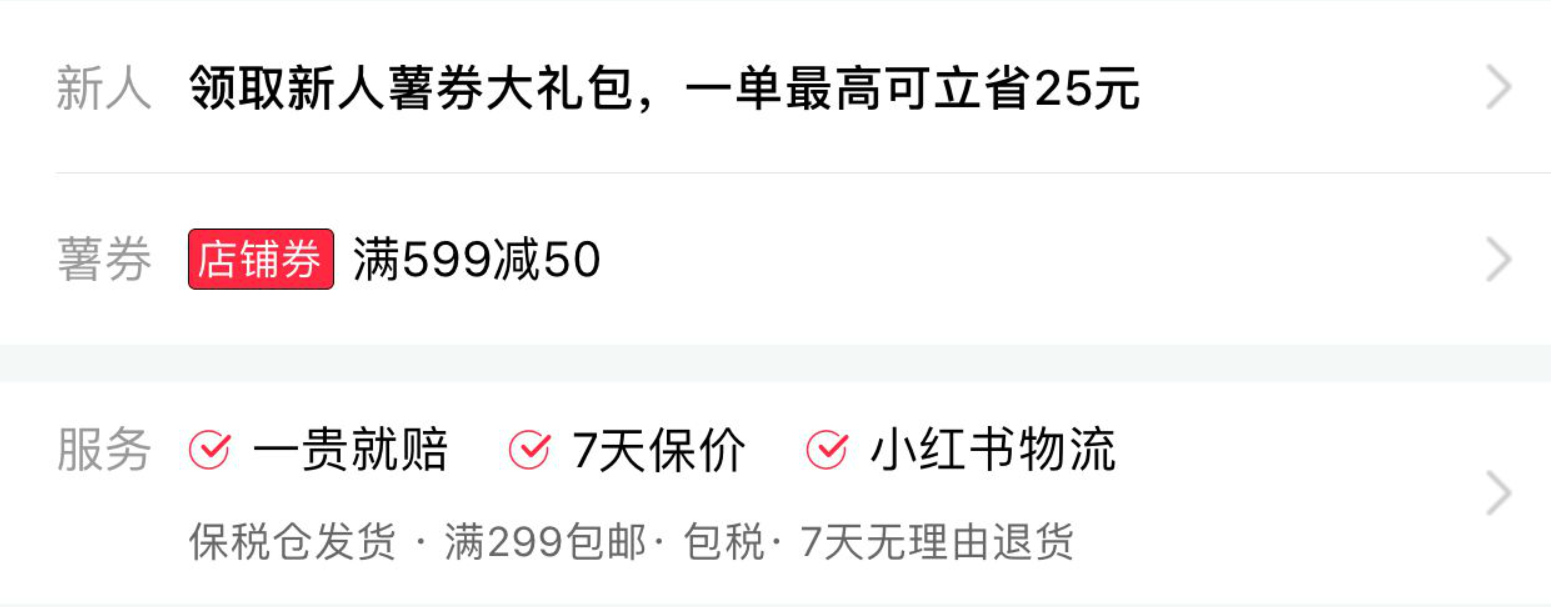 新人 领取新人薯券大礼包，一单最高可立省25元
薯券 店铺券 满599减50
服务 一贵就赔 7天保价 小红书物流
保税仓发货 · 满299包邮· 包税· 7天无理由退货